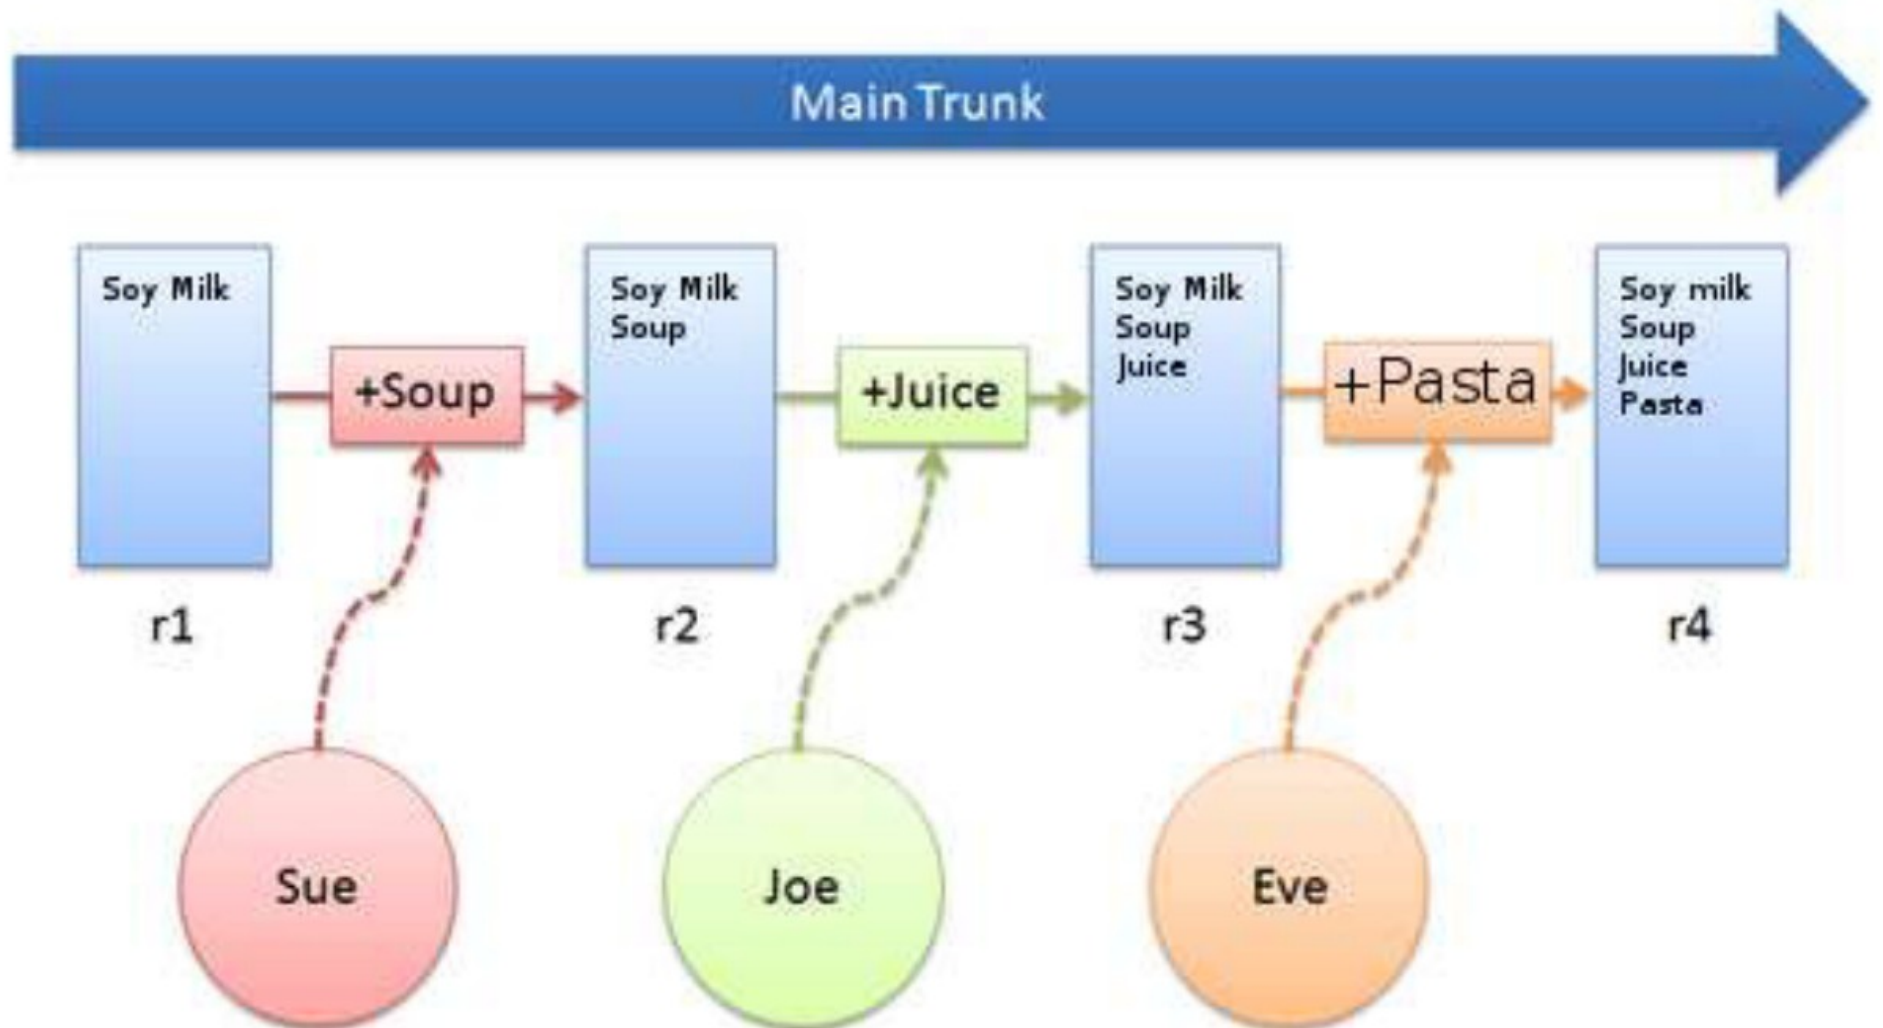 Main Trunk
Soy Milk
+Soup
Soy Milk
Soup
+Juice
Soy Milk
Soup
Juice
+Pasta
Soy milk
Soup
Juice
Pasta
r1
r2
r3
r4
Sue
Joe
Eve